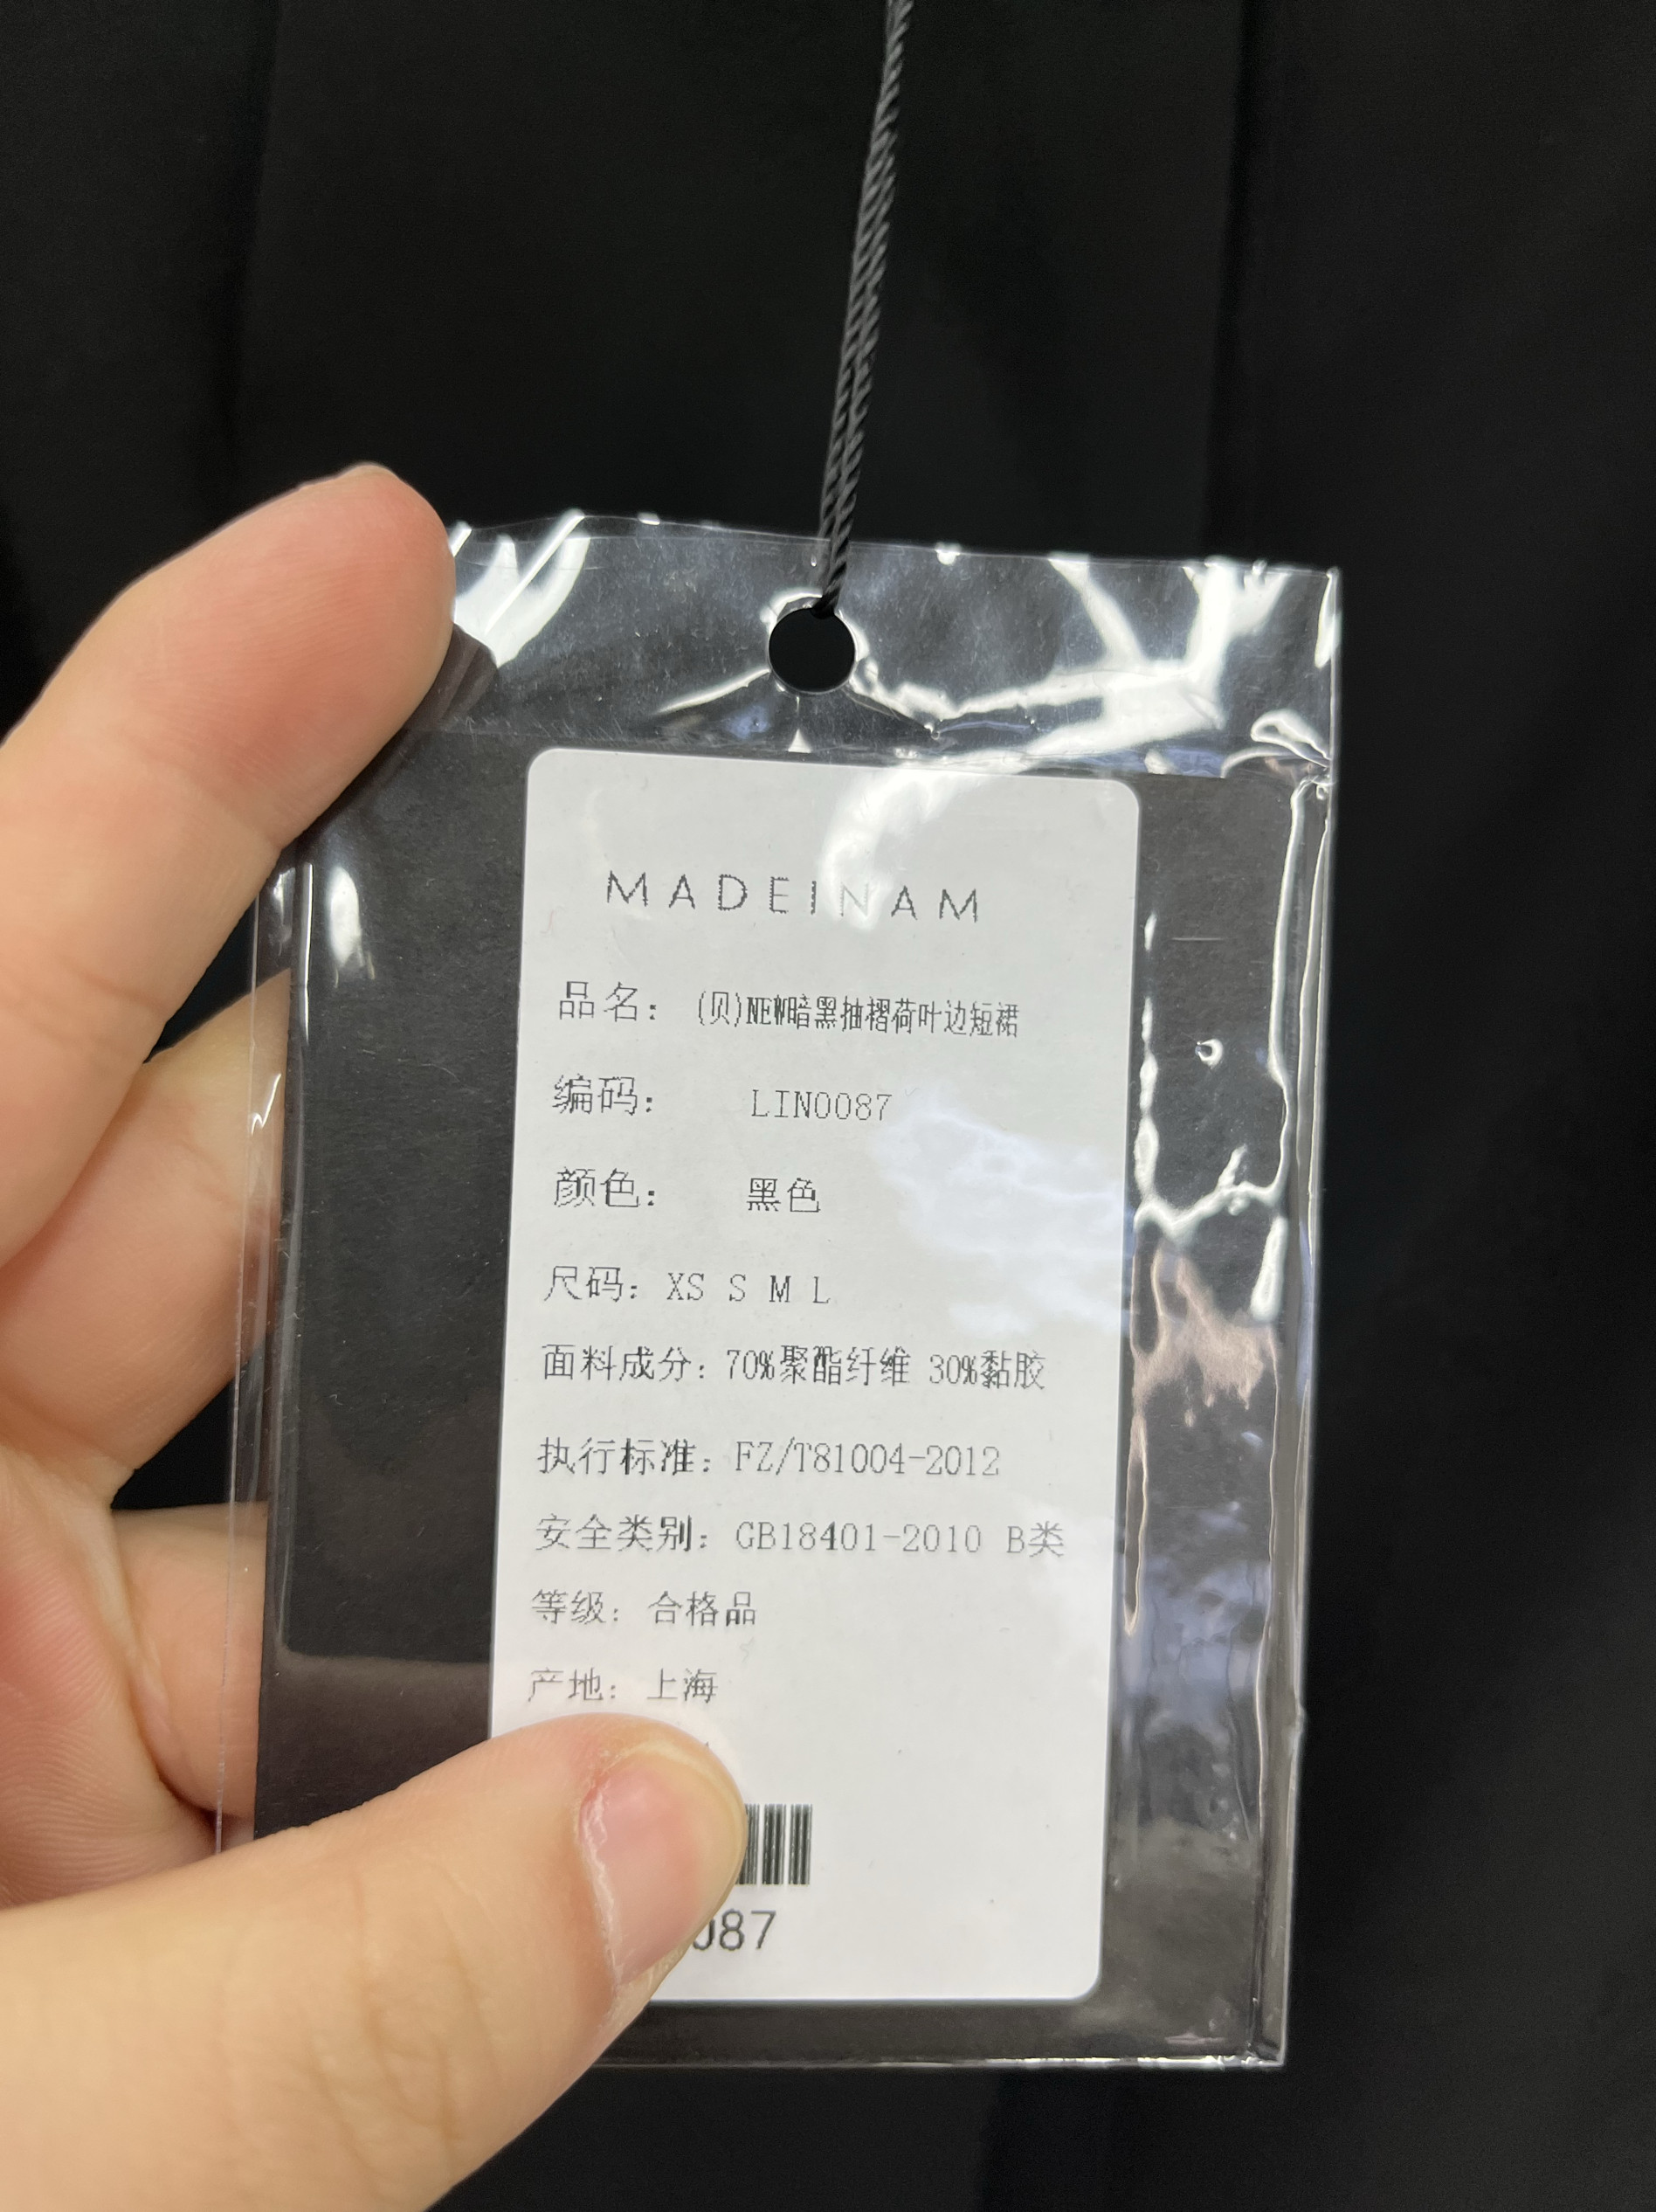 MADEINAM
品名: (贝)NEW暗黑抽褶荷叶边短裙
编码: LIN0087
颜色: 黑色
尺码: XS S M L
面料成分: 70%聚酯纤维 30%黏胶
执行标准: FZ/T81004-2012
安全类别: GB18401-2010 B类
等级: 合格品
产地: 上海
087